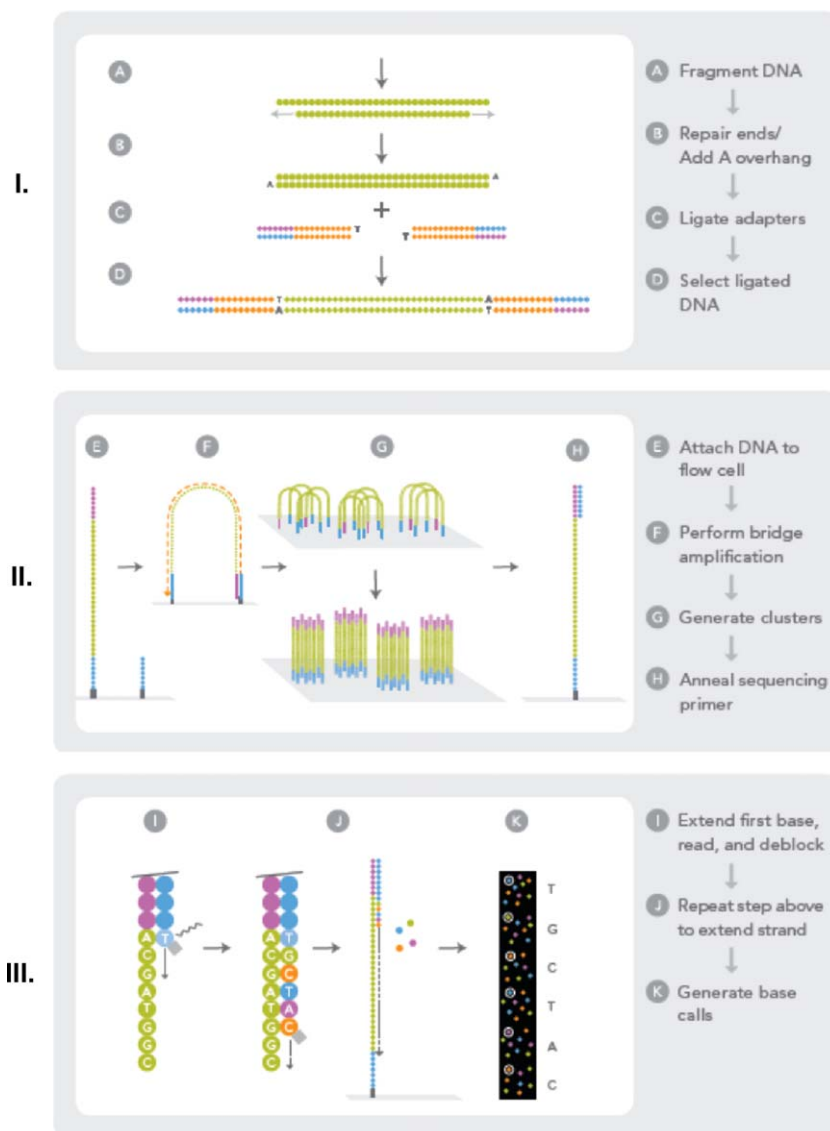 I.
A
B
C
D
A
A
+
T
T
T
A
A
T
A Fragment DNA
B Repair ends/
Add A overhang
C Ligate adapters
D Select ligated
DNA
II.
E
F
G
H
E Attach DNA to
flow cell
F Perform bridge
amplification
G Generate clusters
H Anneal sequencing
primer
III.
I
J
K
A T
C
G
A
T
G
G
C
A T
C G
G C
A T
T A
G C
G
C
T
G
C
T
A
C
I Extend first base,
read, and deblock
J Repeat step above
to extend strand
K Generate base
calls